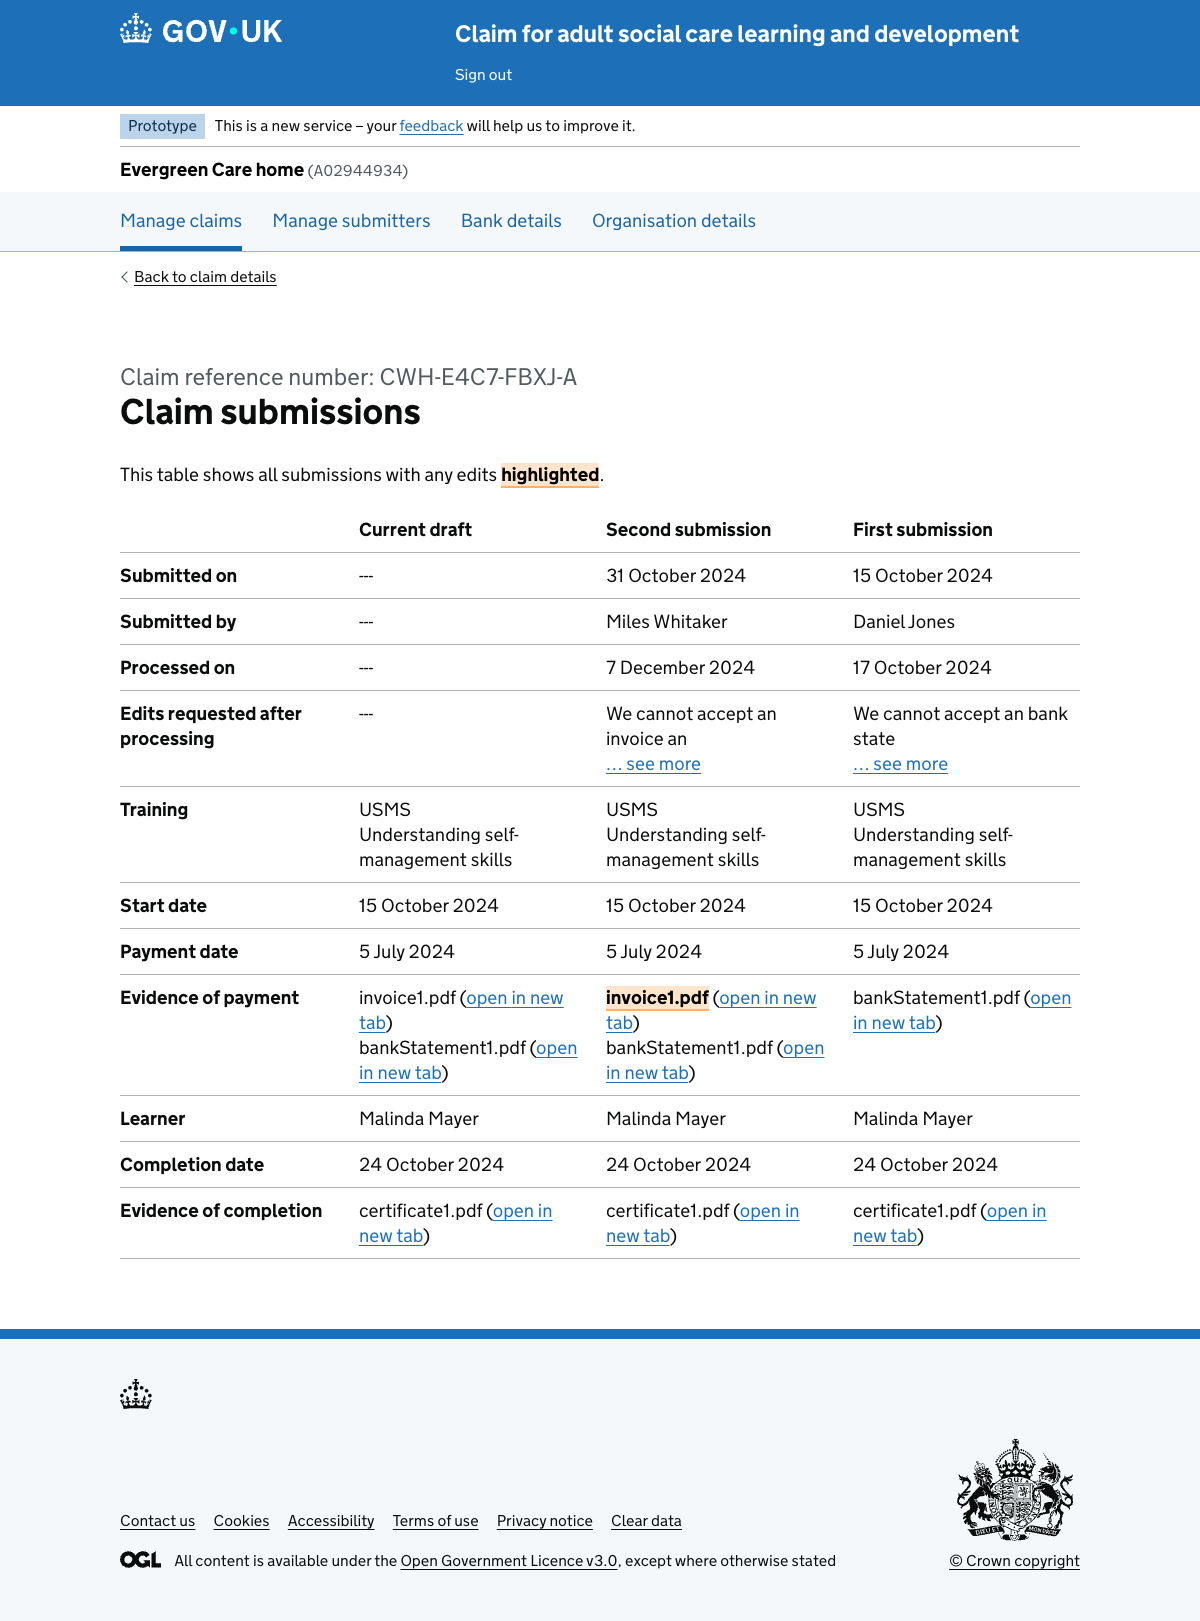 GOV·UK
Claim for adult social care learning and development
Sign out
Prototype This is a new service – your feedback will help us to improve it.
Evergreen Care home (A02944934)
Manage claims Manage submitters Bank details Organisation details
Back to claim details
Claim reference number: CWH-E4C7-FBXJ-A
Claim submissions
This table shows all submissions with any edits highlighted.
Current draft Second submission First submission
Submitted on --- 31 October 2024 15 October 2024
Submitted by --- Miles Whitaker Daniel Jones
Processed on --- 7 December 2024 17 October 2024
Edits requested after --- We cannot accept an We cannot accept an bank
processing invoice an state
… see more … see more
Training USMS USMS USMS
Understanding self- Understanding self- Understanding self-
management skills management skills management skills
Start date 15 October 2024 15 October 2024 15 October 2024
Payment date 5 July 2024 5 July 2024 5 July 2024
Evidence of payment invoice1.pdf (open in new invoice1.pdf (open in new bankStatement1.pdf (open
tab) tab) in new tab)
bankStatement1.pdf (open bankStatement1.pdf (open
in new tab) in new tab)
Learner Malinda Mayer Malinda Mayer Malinda Mayer
Completion date 24 October 2024 24 October 2024 24 October 2024
Evidence of completion certificate1.pdf (open in certificate1.pdf (open in certificate1.pdf (open in
new tab) new tab) new tab)
Contact us Cookies Accessibility Terms of use Privacy notice Clear data
OGL All content is available under the Open Government Licence v3.0, except where otherwise stated
© Crown copyright